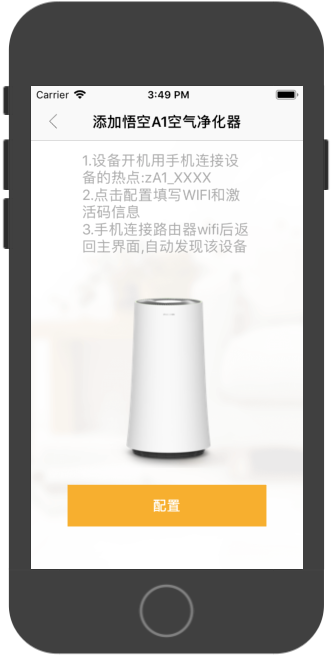 Carrier 3:49 PM
添加悟空A1空气净化器
1.设备开机用手机连接设
备的热点:zA1_XXXX
2.点击配置填写WIFI和激
活码信息
3.手机连接路由器wifi后返
回主界面,自动发现该设备
配置